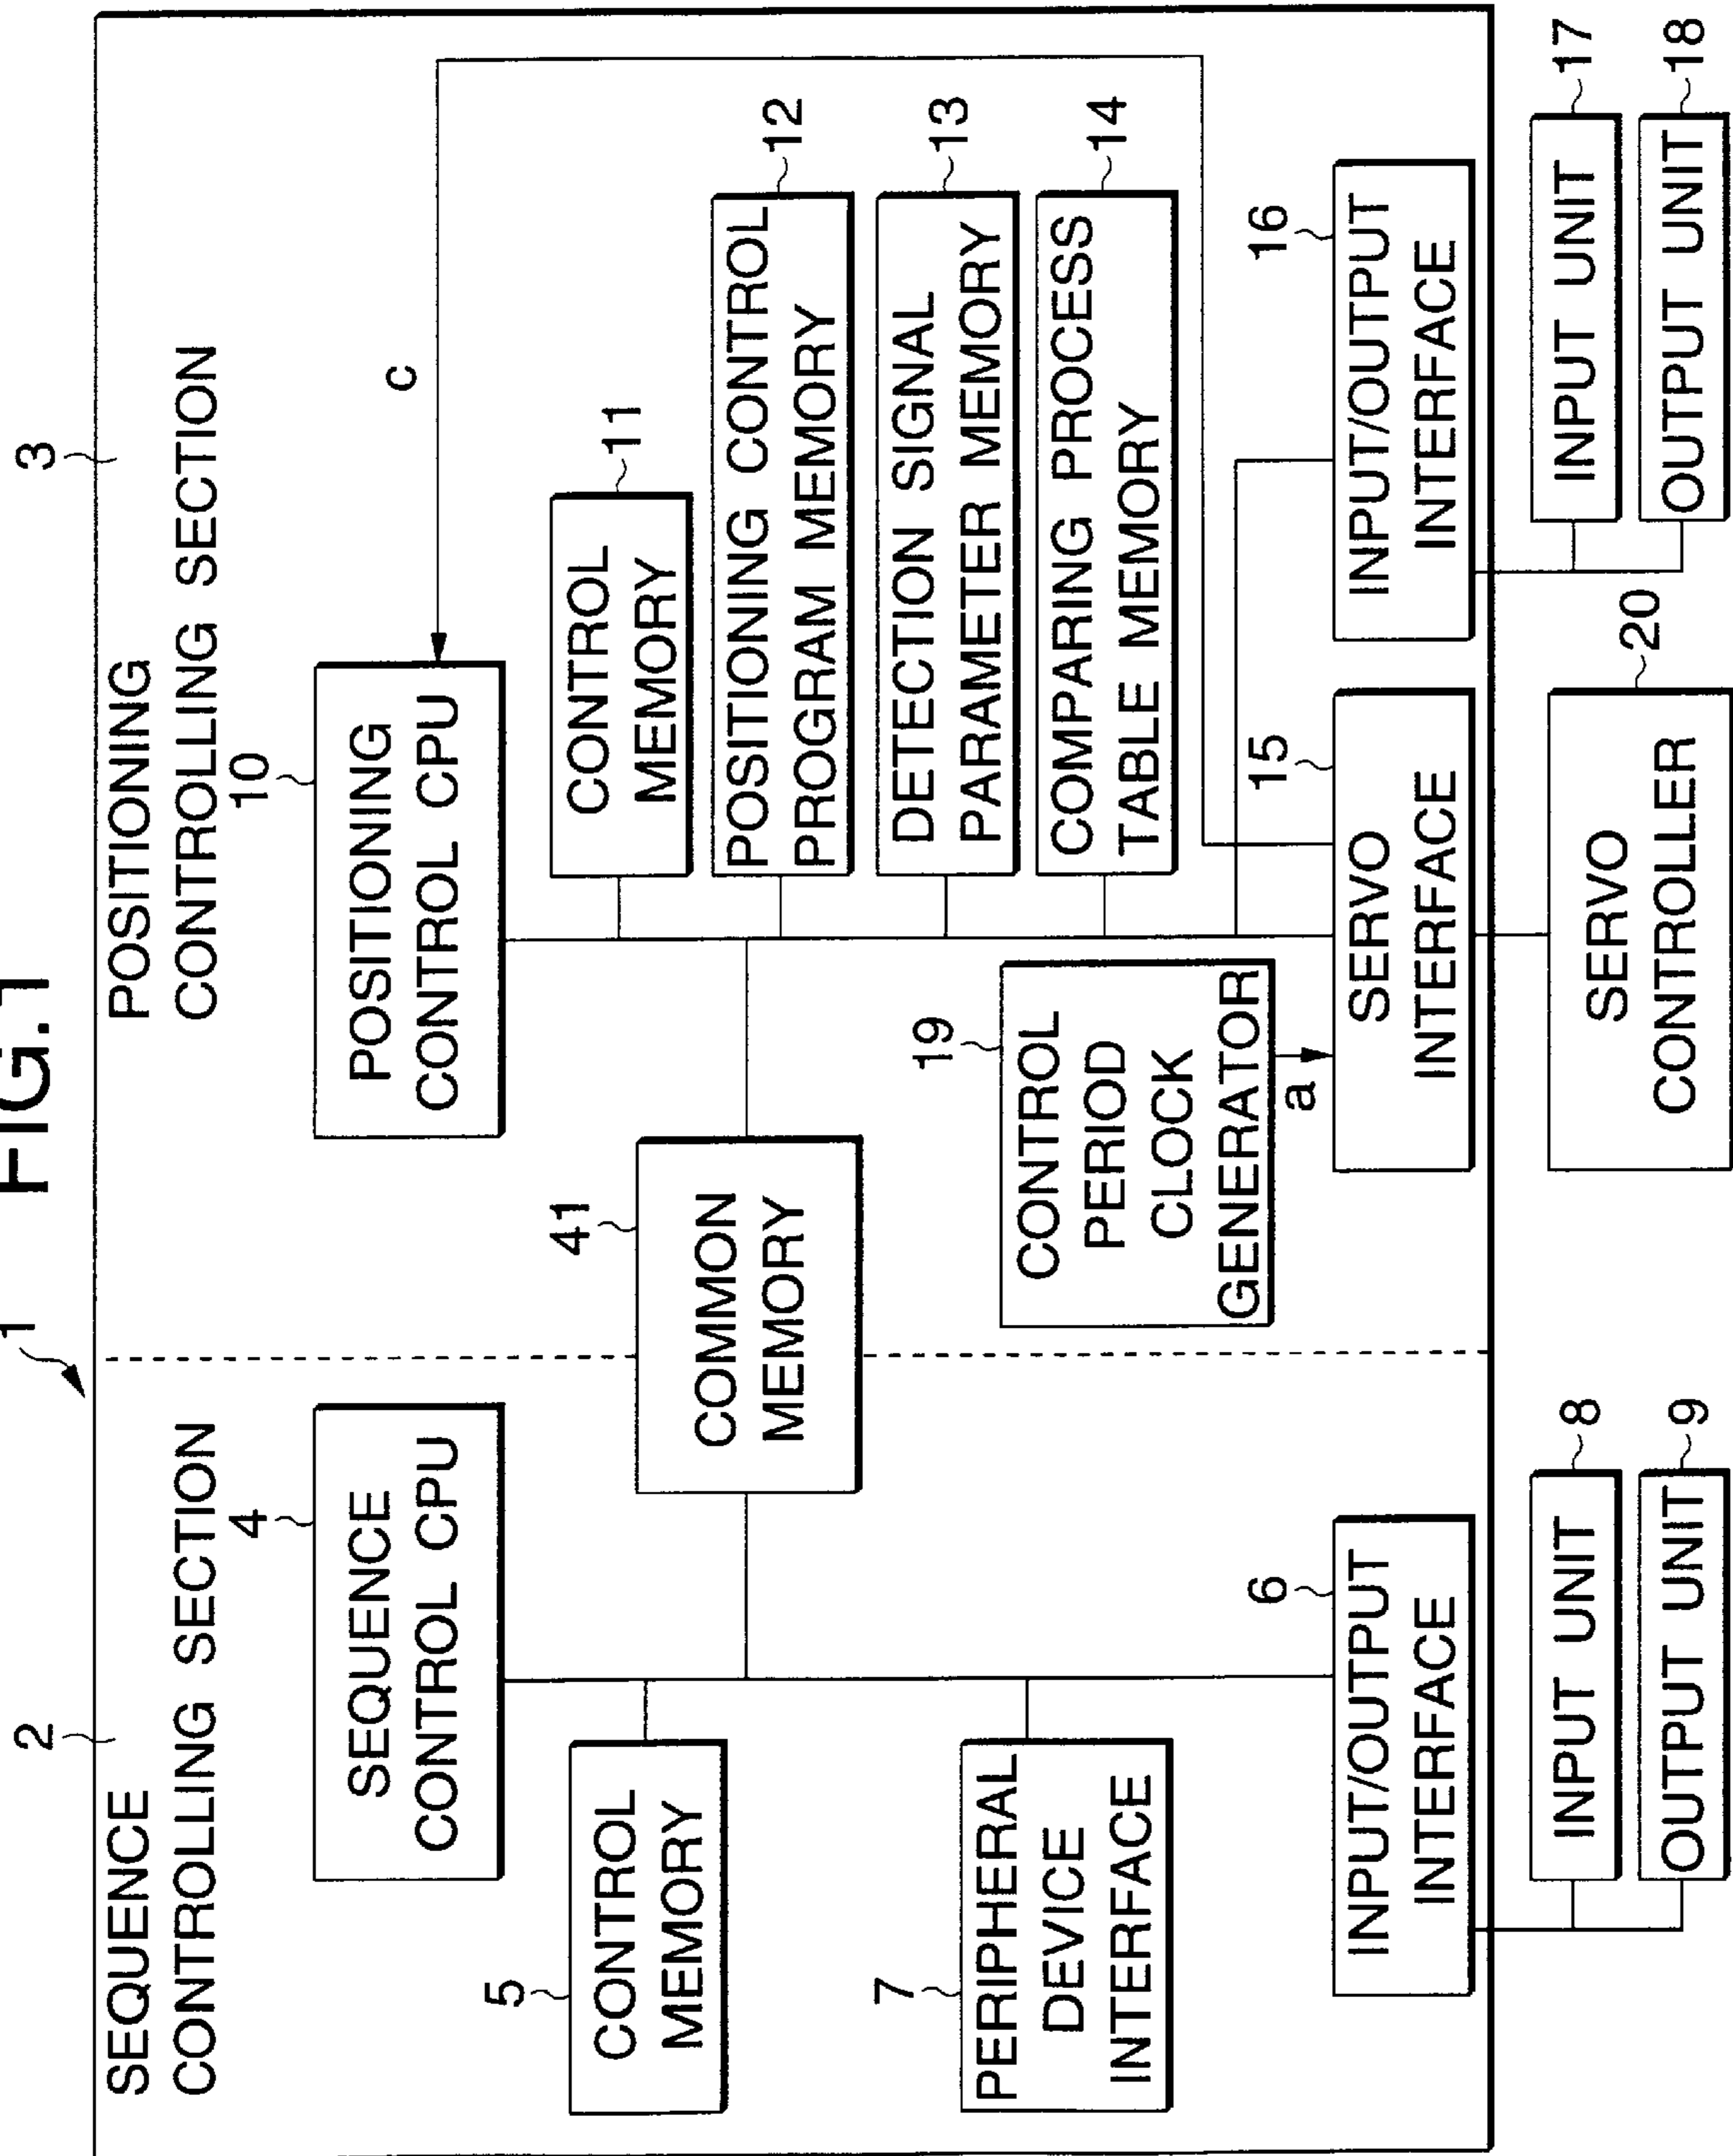 FIG.1
1
2
SEQUENCE
CONTROLLING SECTION
3
POSITIONING
CONTROLLING SECTION
4
SEQUENCE
CONTROL CPU
10
POSITIONING
CONTROL CPU
c
5
CONTROL
MEMORY
41
COMMON
MEMORY
11
CONTROL
MEMORY
12
POSITIONING CONTROL
PROGRAM MEMORY
13
DETECTION SIGNAL
PARAMETER MEMORY
14
COMPARING PROCESS
TABLE MEMORY
7
PERIPHERAL
DEVICE
INTERFACE
19
CONTROL
PERIOD
CLOCK
GENERATOR
a
6
INPUT/OUTPUT
INTERFACE
15
SERVO
INTERFACE
16
INPUT/OUTPUT
INTERFACE
8
INPUT UNIT
9
OUTPUT UNIT
20
SERVO
CONTROLLER
17
INPUT UNIT
18
OUTPUT UNIT